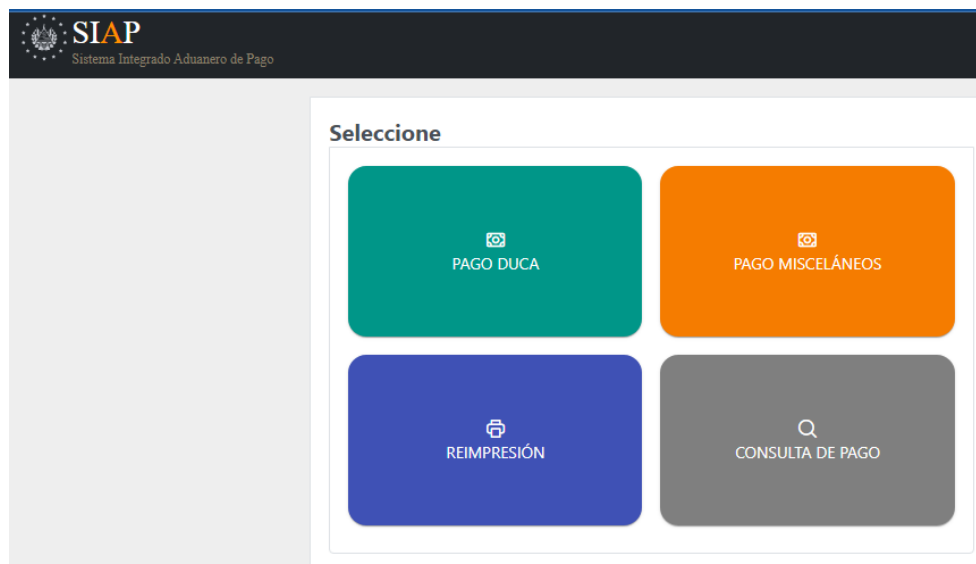 SIAP
Sistema Integrado Aduanero de Pago
Seleccione
PAGO DUCA
PAGO MISCELÁNEOS
REIMPRESIÓN
CONSULTA DE PAGO